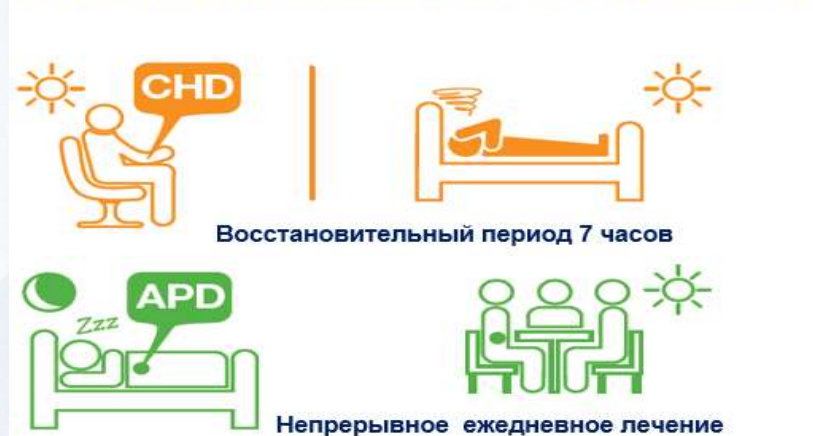 CHD
Восстановительный период 7 часов
APD
Zzz
Непрерывное ежедневное лечение